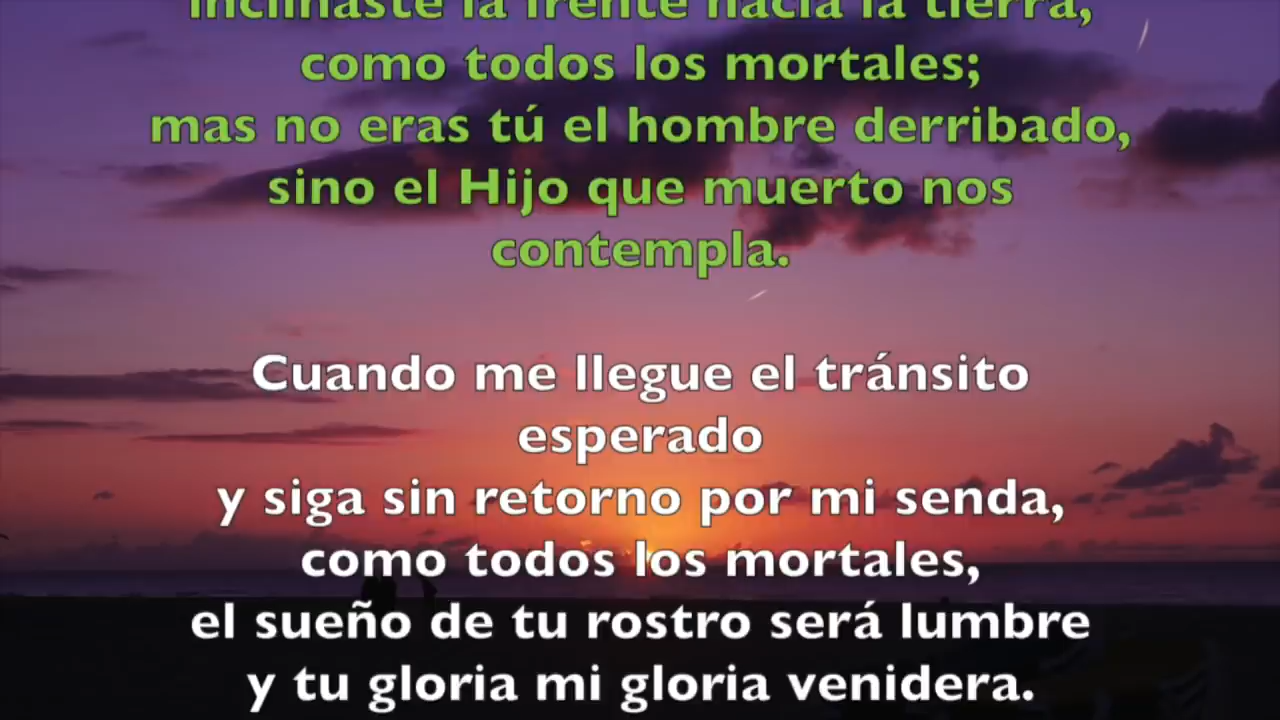 inclinaste la frente hacia la tierra,
como todos los mortales;
mas no eras tú el hombre derribado,
sino el Hijo que muerto nos
contempla.
Cuando me llegue el tránsito
esperado
y siga sin retorno por mi senda,
como todos los mortales,
el sueño de tu rostro será lumbre
y tu gloria mi gloria venidera.